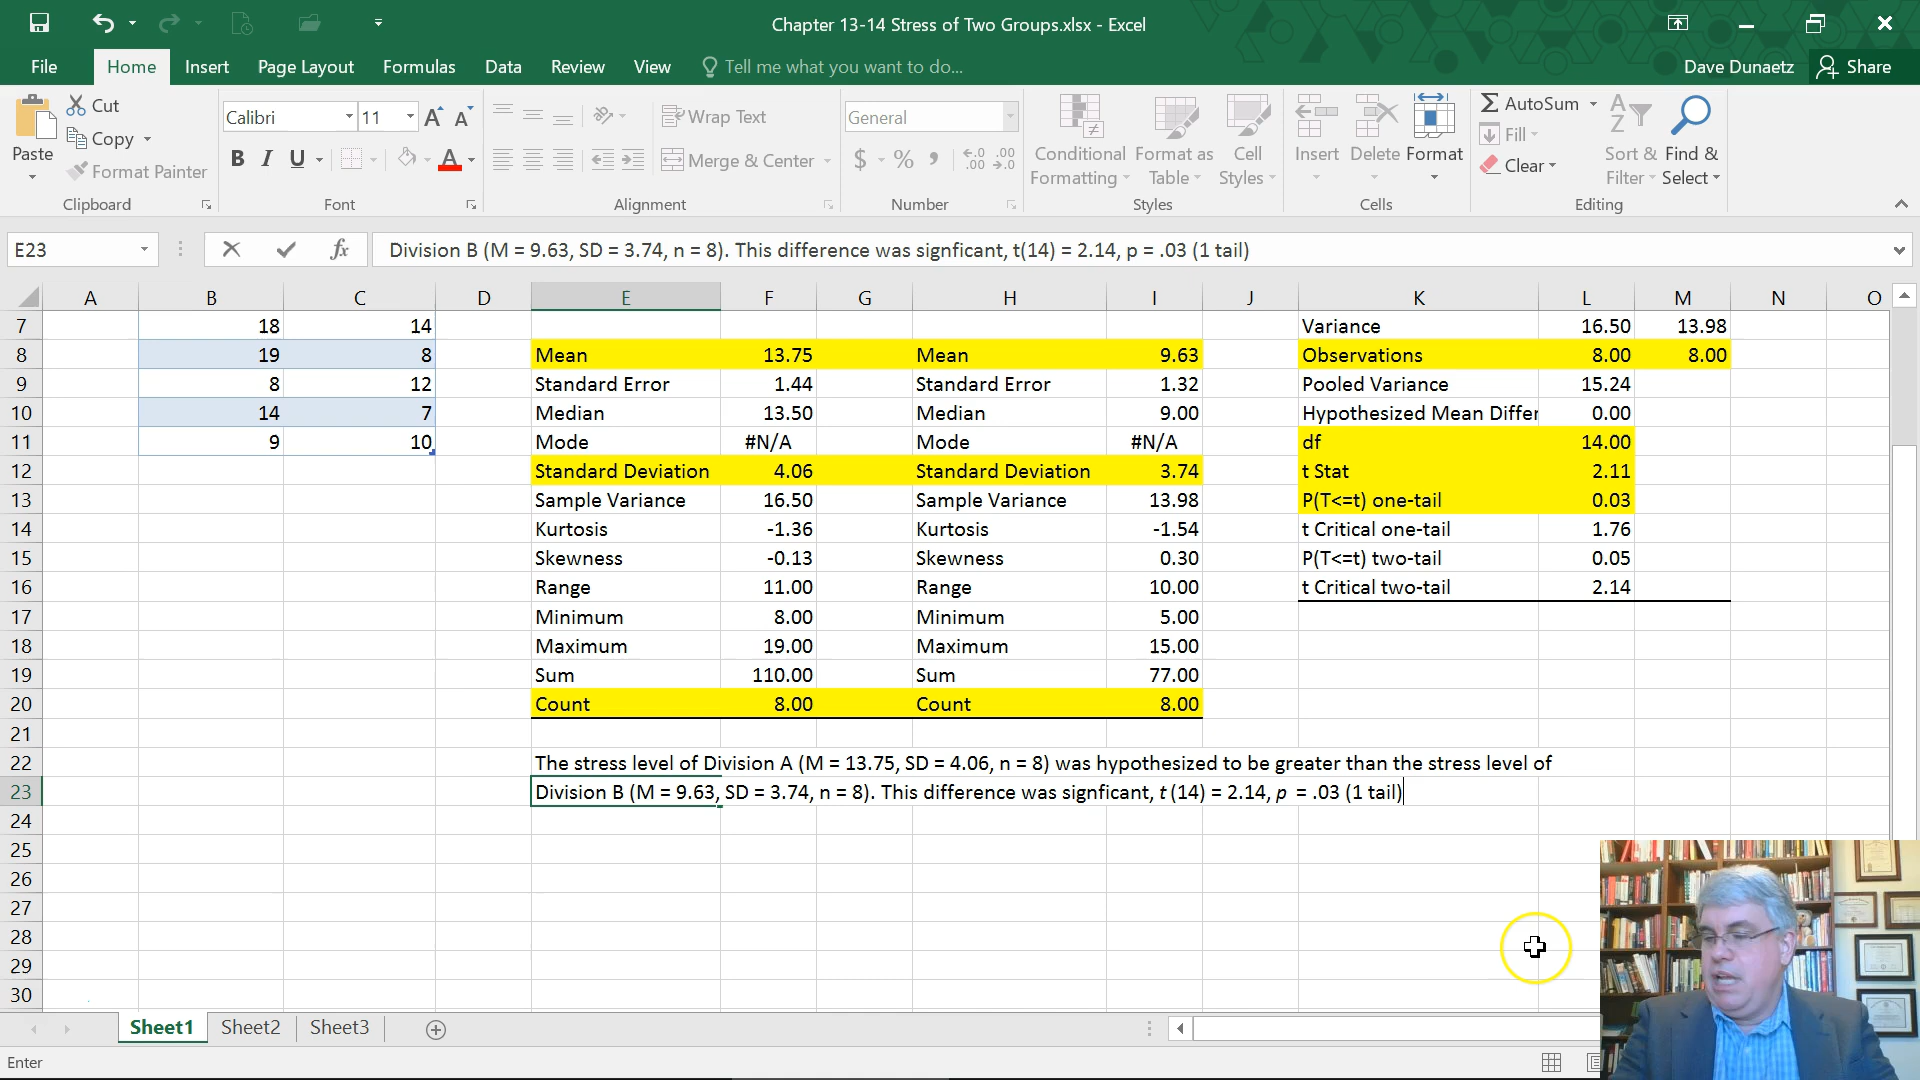 Chapter 13-14 Stress of Two Groups.xlsx - Excel
File Home Insert Page Layout Formulas Data Review View Tell me what you want to do... Dave Dunaetz Share
Paste Cut Copy Format Painter
Calibri 11 B I U A
Wrap Text Merge & Center
General $ %
Conditional Formatting Format as Table Cell Styles
Insert Delete Format
AutoSum Fill Clear Sort & Filter Find & Select
Clipboard Font Alignment Number Styles Cells Editing
E23 fx Division B (M = 9.63, SD = 3.74, n = 8). This difference was signficant, t(14) = 2.14, p = .03 (1 tail)
A B C D E F G H I J K L M N O
7 18 14 Variance 16.50 13.98
8 19 8 Mean 13.75 Mean 9.63 Observations 8.00 8.00
9 8 12 Standard Error 1.44 Standard Error 1.32 Pooled Variance 15.24
10 14 7 Median 13.50 Median 9.00 Hypothesized Mean Differ 0.00
11 9 10 Mode #N/A Mode #N/A df 14.00
12 Standard Deviation 4.06 Standard Deviation 3.74 t Stat 2.11
13 Sample Variance 16.50 Sample Variance 13.98 P(T<=t) one-tail 0.03
14 Kurtosis -1.36 Kurtosis -1.54 t Critical one-tail 1.76
15 Skewness -0.13 Skewness 0.30 P(T<=t) two-tail 0.05
16 Range 11.00 Range 10.00 t Critical two-tail 2.14
17 Minimum 8.00 Minimum 5.00
18 Maximum 19.00 Maximum 15.00
19 Sum 110.00 Sum 77.00
20 Count 8.00 Count 8.00
21
22 The stress level of Division A (M = 13.75, SD = 4.06, n = 8) was hypothesized to be greater than the stress level of
23 Division B (M = 9.63, SD = 3.74, n = 8). This difference was signficant, t (14) = 2.14, p = .03 (1 tail)
24
25
26
27
28
29
30
Sheet1 Sheet2 Sheet3
Enter